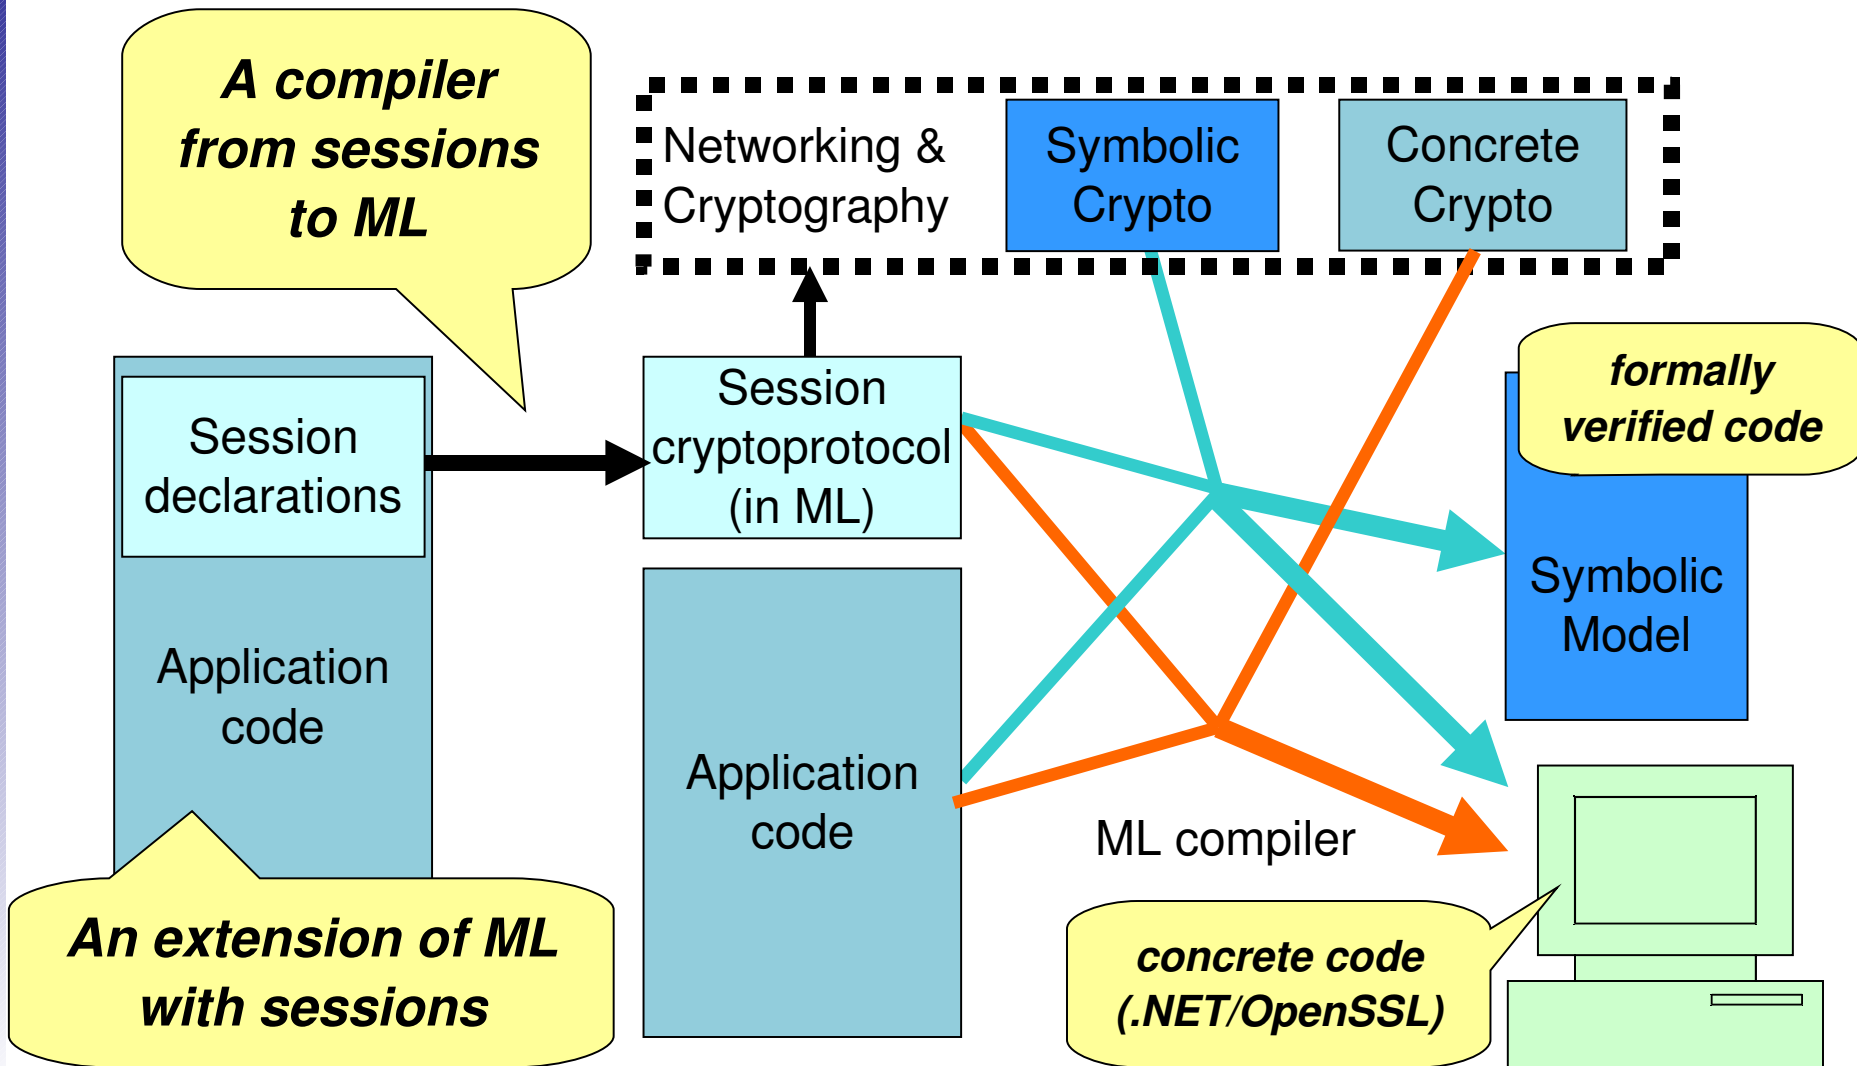 A compiler
from sessions
to ML
Networking &
Cryptography
Symbolic
Crypto
Concrete
Crypto
Session
declarations
Application
code
An extension of ML
with sessions
Session
cryptoprotocol
(in ML)
Application
code
formally
verified code
Symbolic
Model
ML compiler
concrete code
(.NET/OpenSSL)